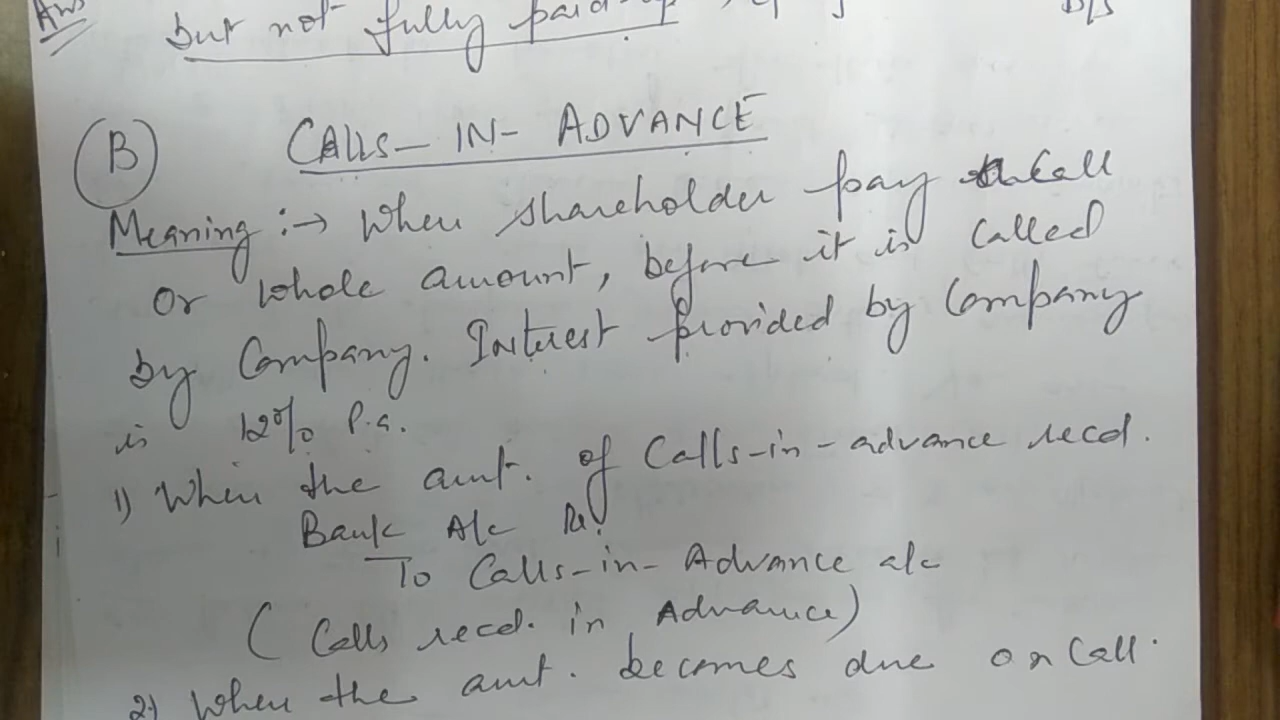 Ans
but not fully paid-up
B/S
(B) CALLS-IN-ADVANCE
Meaning :→ When shareholder pay call
or whole amount, before it is called
by Company. Interest provided by Company
is 12% P.a.
1) When the amt. of Calls-in-advance recd.
Bank A/c Dr.
To Calls-in-Advance a/c
( Calls recd. in Advance)
2) When the amt. becomes due on Call.